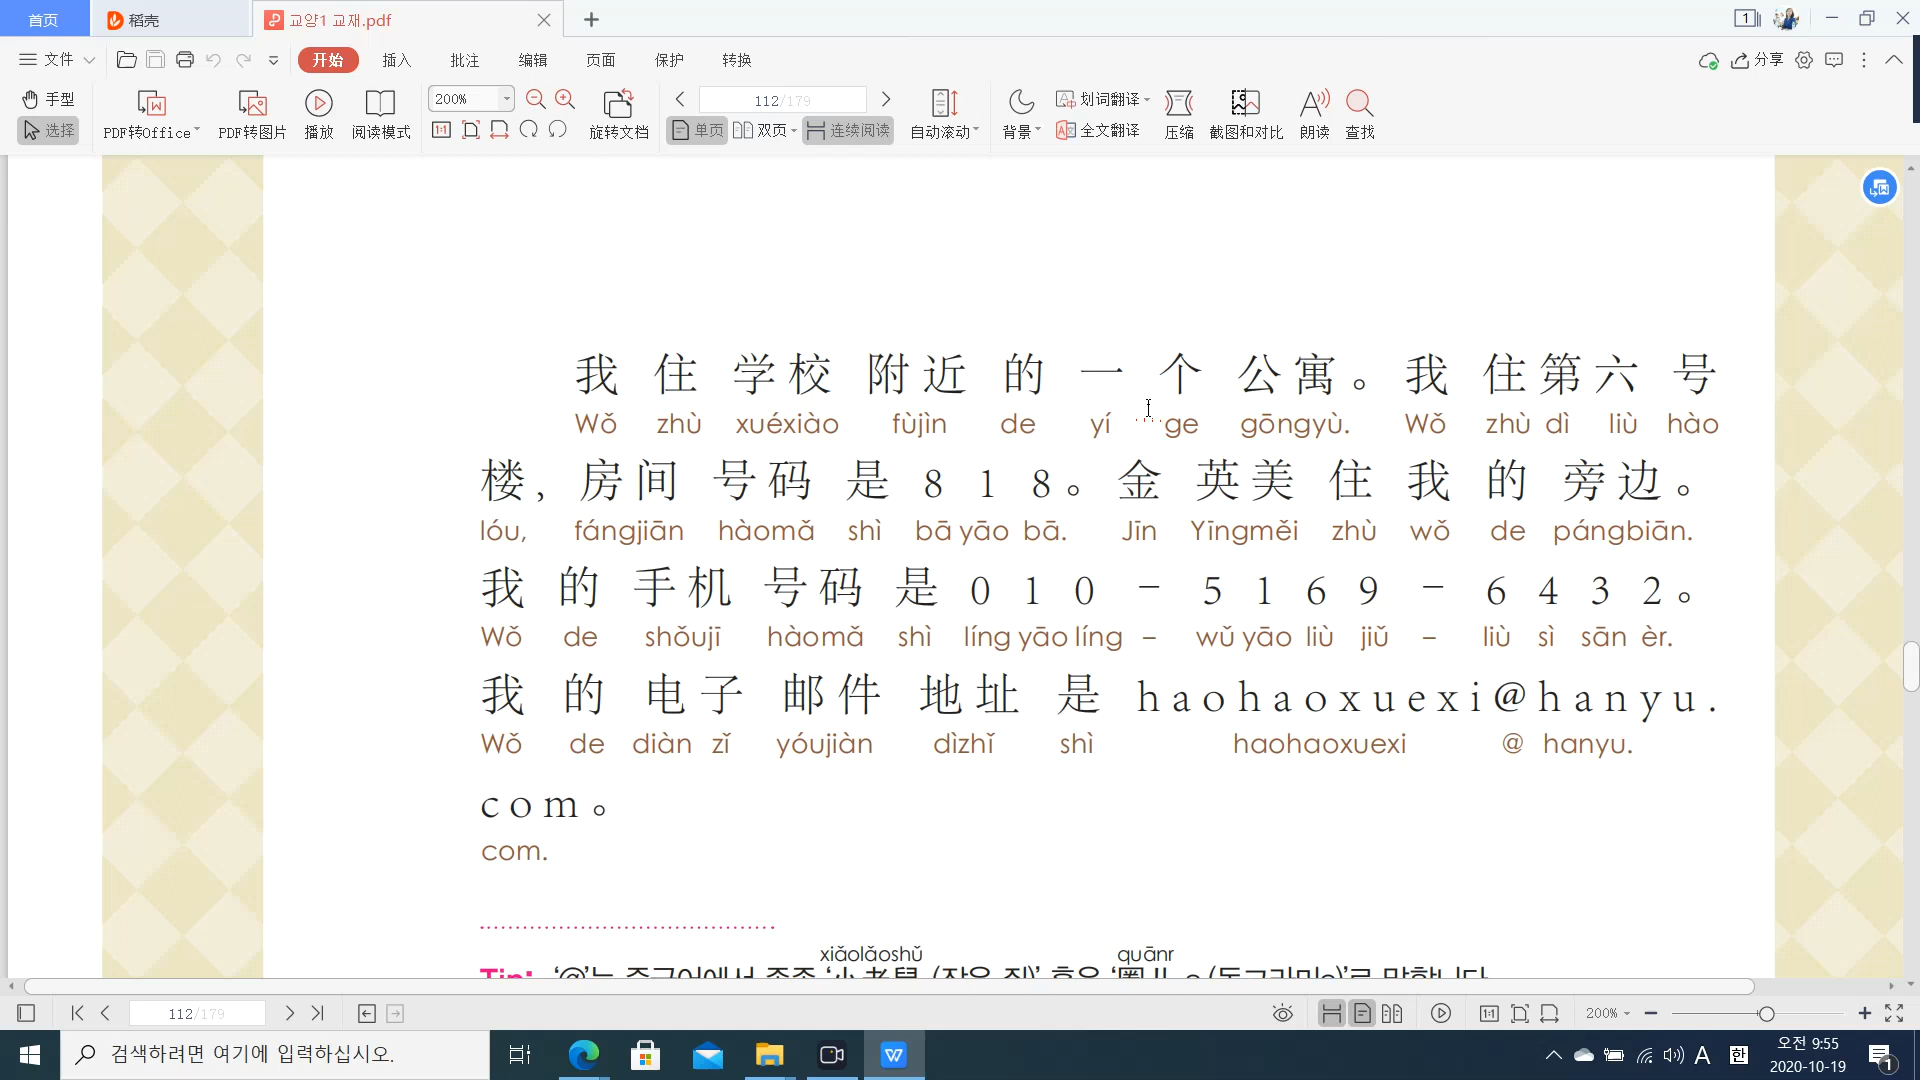 首页
稻壳
교양1 교재.pdf
1
文件
开始
插入
批注
编辑
页面
保护
转换
分享
手型
选择
PDF转Office
PDF转图片
播放
阅读模式
200%
旋转文档
112/179
单页
双页
连续阅读
自动滚动
背景
划词翻译
全文翻译
压缩
截图和对比
朗读
查找
我 住 学校 附近 的 一 个 公寓。我 住 第 六 号
Wǒ zhù xuéxiào fùjìn de yí ge gōngyù. Wǒ zhù dì liù hào
楼, 房间 号码 是 8 1 8。金 英美 住 我 的 旁边。
lóu, fángjiān hàomǎ shì bā yāo bā. Jīn Yīngměi zhù wǒ de pángbiān.
我 的 手机 号码 是 0 1 0 - 5 1 6 9 - 6 4 3 2。
Wǒ de shǒujī hàomǎ shì líng yāo líng – wǔ yāo liù jiǔ – liù sì sān èr.
我 的 电子 邮件 地址 是 haohaoxuexi@hanyu.
Wǒ de diàn zǐ yóujiàn dìzhǐ shì haohaoxuexi @ hanyu.
com。
com.
xiǎolǎoshǔ quānr
112/179
200%
검색하려면 여기에 입력하십시오.
A
한
오전 9:55
2020-10-19
1